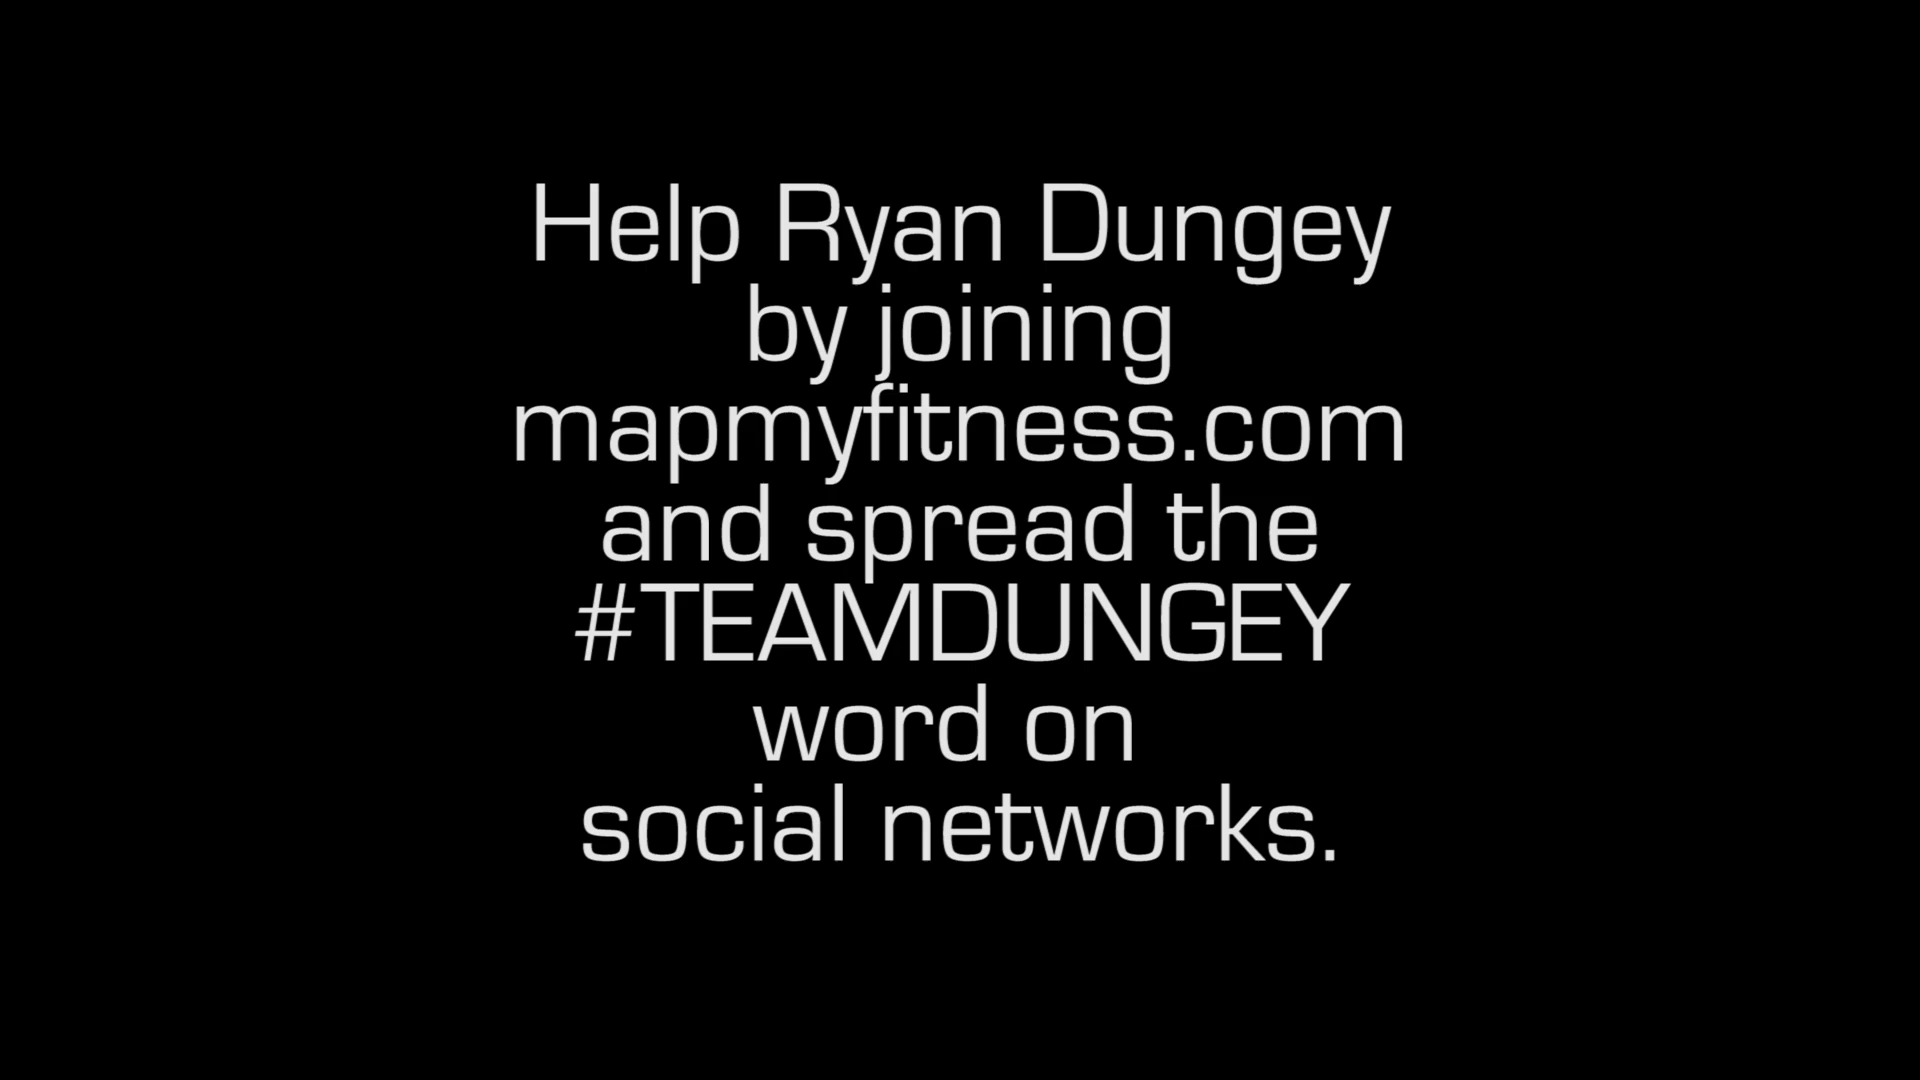 Help Ryan Dungey
by joining
mapmyfitness.com
and spread the
#TEAMDUNGEY
word on
social networks.